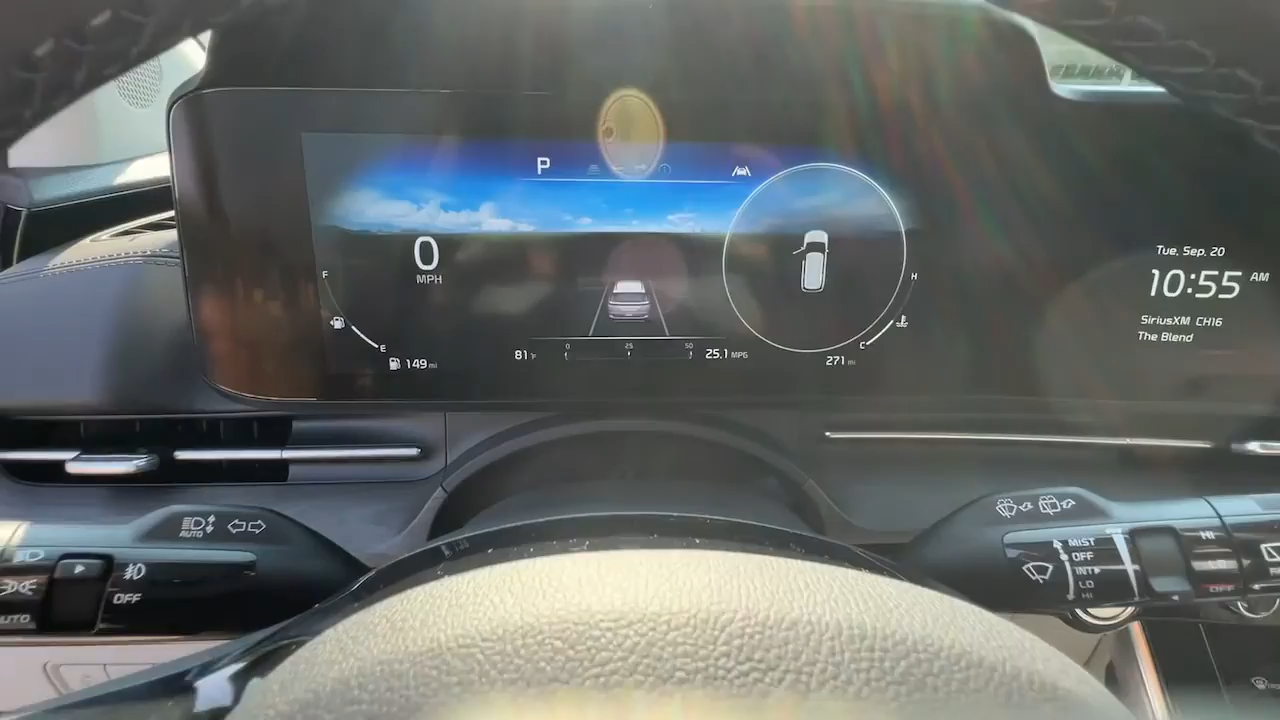 P
0
MPH
F
E
149 mi
81°F
0 25 50
25.1 MPG
H
C
271 mi
Tue, Sep. 20
10:55 AM
SiriusXM CH16
The Blend
AUTO
OFF
AUTO
MIST
OFF
INT
LO
HI
HI
LO
OFF